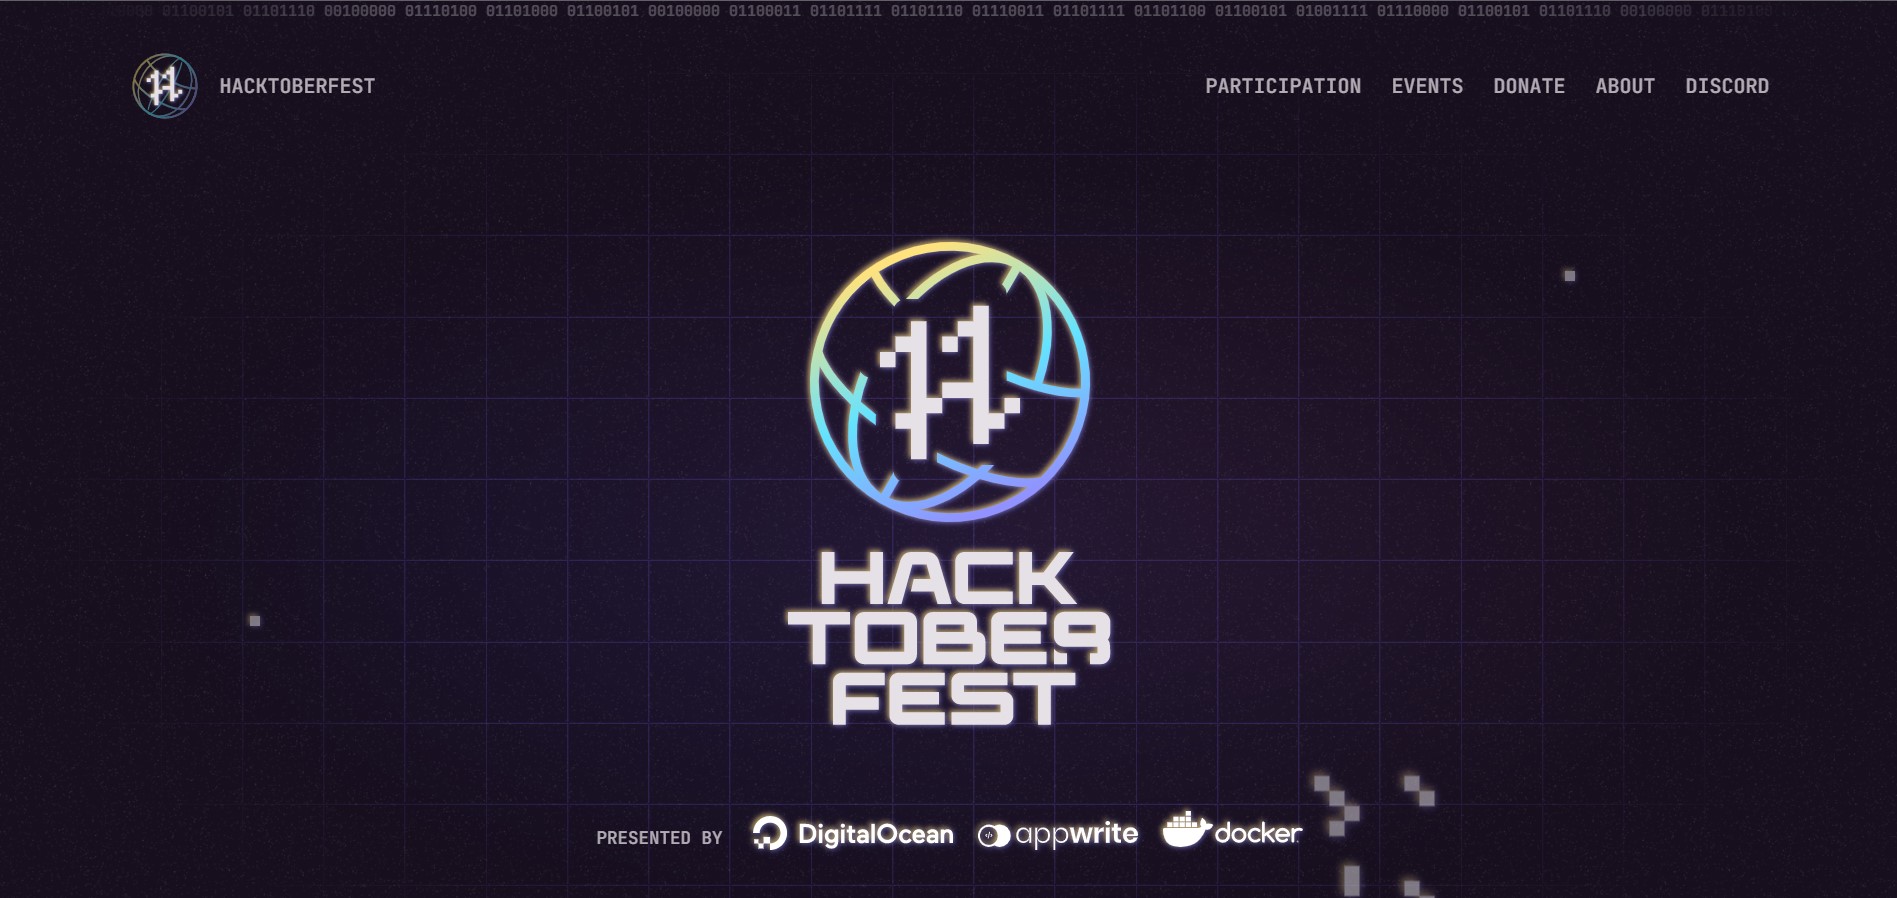 01100101 01101110 00100000 01110100 01101000 01100101 00100000 01100011 01101111 01101110 01110011 01101111 01101100 01100101 01001111 01110000 01100101 01101110 00100000
HACKTOBERFEST
PARTICIPATION EVENTS DONATE ABOUT DISCORD
HACK
TOBER
FEST
PRESENTED BY DigitalOcean appwrite docker